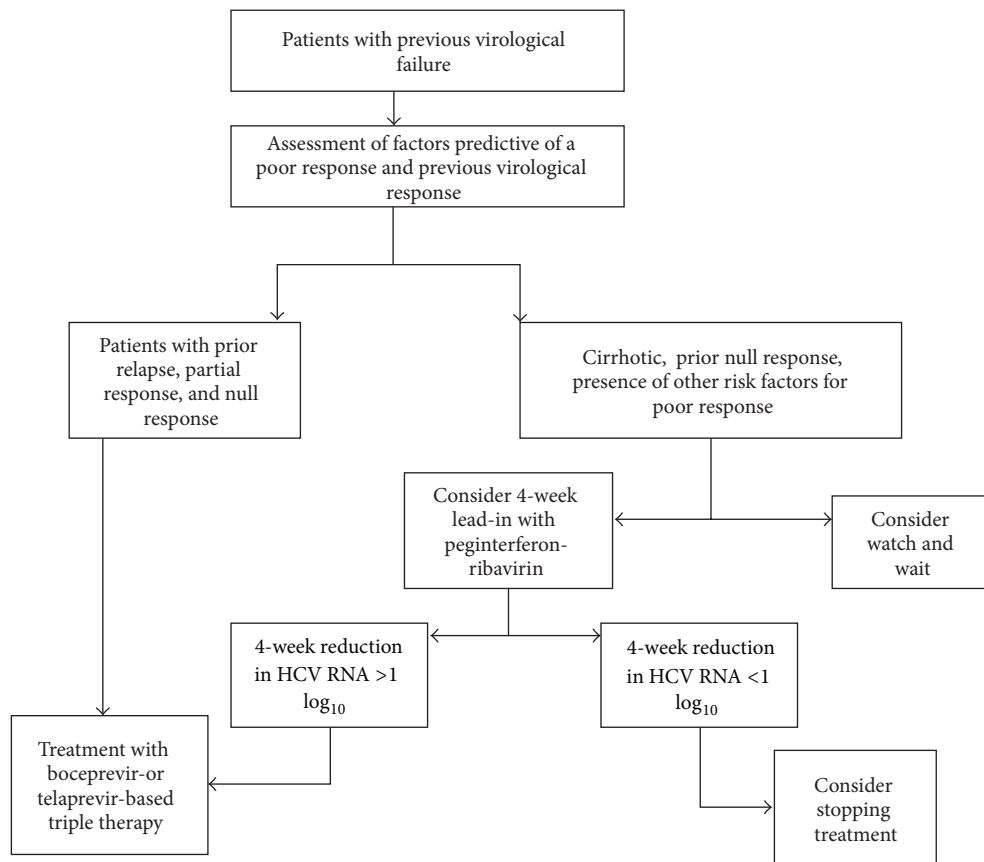 Patients with previous virological
failure
Assessment of factors predictive of a
poor response and previous virological
response
Patients with prior
relapse, partial
response, and null
response
Cirrhotic, prior null response,
presence of other risk factors for
poor response
Consider 4-week
lead-in with
peginterferon-
ribavirin
Consider
watch and
wait
4-week reduction
in HCV RNA >1
log₁₀
4-week reduction
in HCV RNA <1
log₁₀
Treatment with
boceprevir-or
telaprevir-based
triple therapy
Consider
stopping
treatment